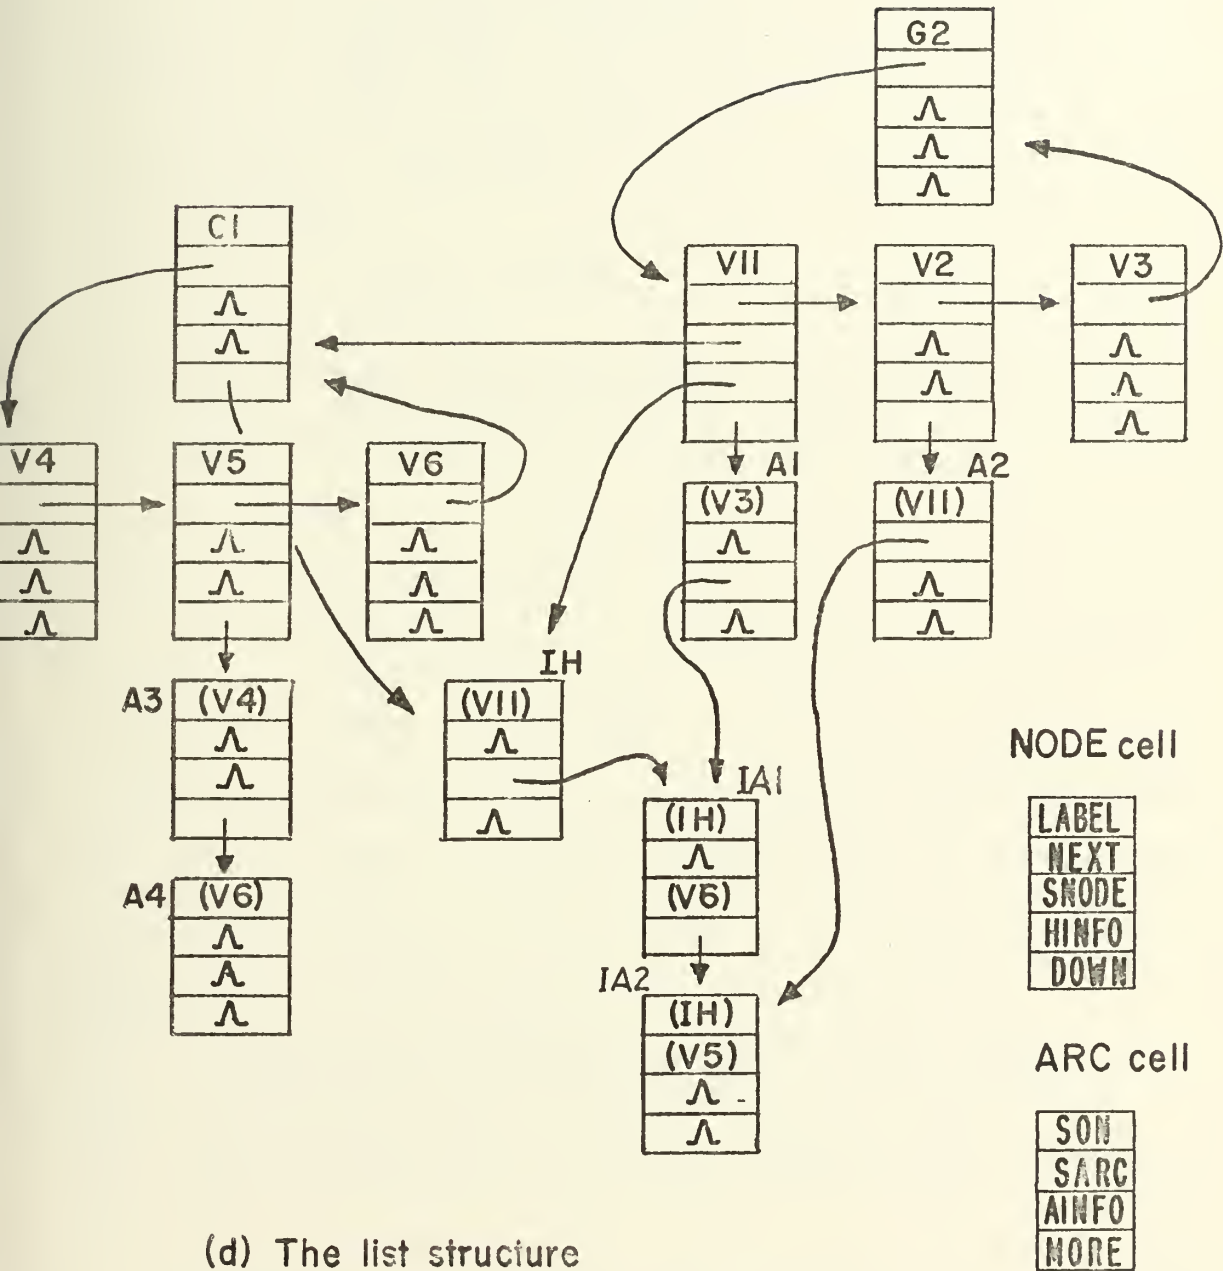 G2
Λ
Λ
Λ
C1
Λ
Λ
V11
V2
V3
Λ
Λ
Λ
Λ
Λ
V4
V5
V6
Λ
Λ
Λ
Λ
Λ
Λ
Λ
Λ
A1
(V3)
Λ
Λ
A2
(V11)
Λ
Λ
IH
(V11)
Λ
Λ
A3
(V4)
Λ
Λ
A4
(V6)
Λ
Λ
Λ
IA1
(IH)
Λ
(V6)
IA2
(IH)
(V5)
Λ
Λ
NODE cell
LABEL
NEXT
SNODE
HINFO
DOWN
ARC cell
SON
SARC
AINFO
MORE
(d) The list structure